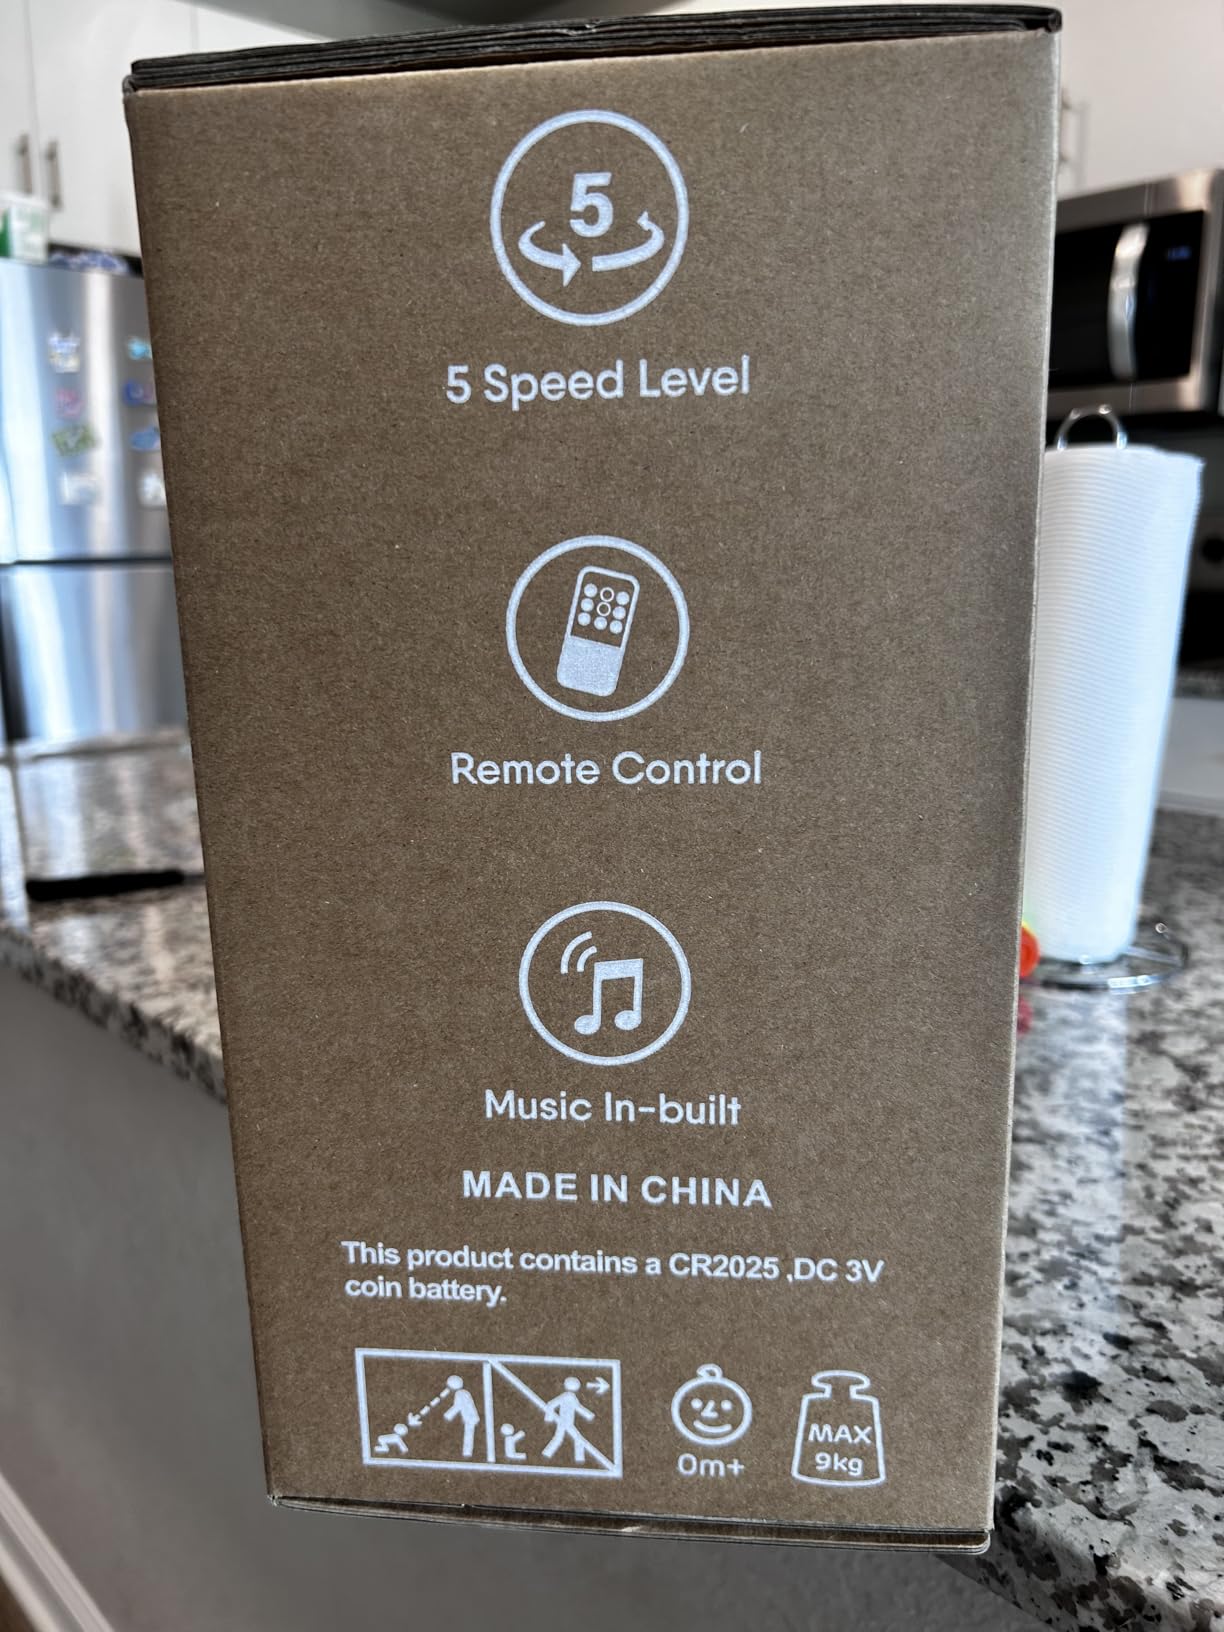 5
5 Speed Level
Remote Control
Music In-built
MADE IN CHINA
This product contains a CR2025 ,DC 3V
coin battery.
0m+
MAX
9kg